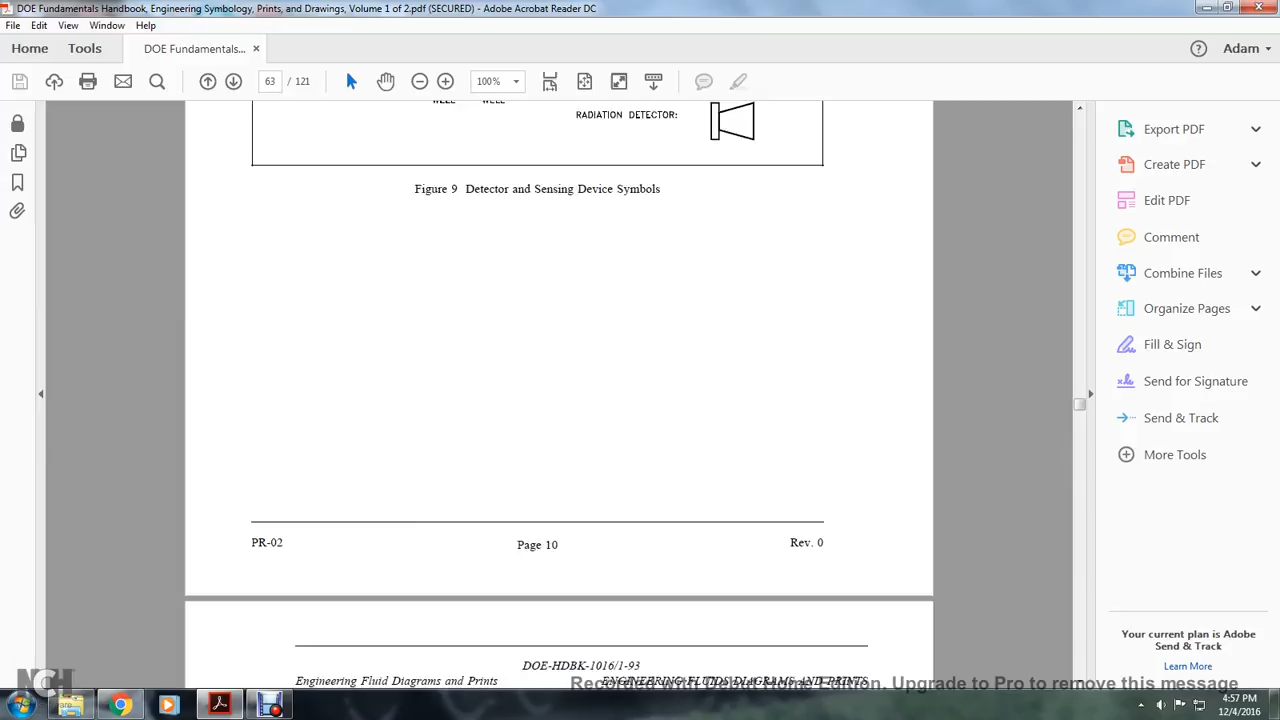 DOE Fundamentals Handbook, Engineering Symbology, Prints, and Drawings, Volume 1 of 2.pdf (SECURED) - Adobe Acrobat Reader DC
File Edit View Window Help
Home Tools DOE Fundamentals... × Adam
63 / 121 100%
WELL WELL
RADIATION DETECTOR:
Figure 9 Detector and Sensing Device Symbols
PR-02 Page 10 Rev. 0
DOE-HDBK-1016/1-93
Engineering Fluid Diagrams and Prints ENGINEERING FLUIDS DIAGRAMS AND PRINTS
Export PDF
Create PDF
Edit PDF
Comment
Combine Files
Organize Pages
Fill & Sign
Send for Signature
Send & Track
More Tools
Your current plan is Adobe
Send & Track
Learn More
NCH
Edition. Upgrade to Pro to remove this message
Recorded with
4:57 PM
12/4/2016